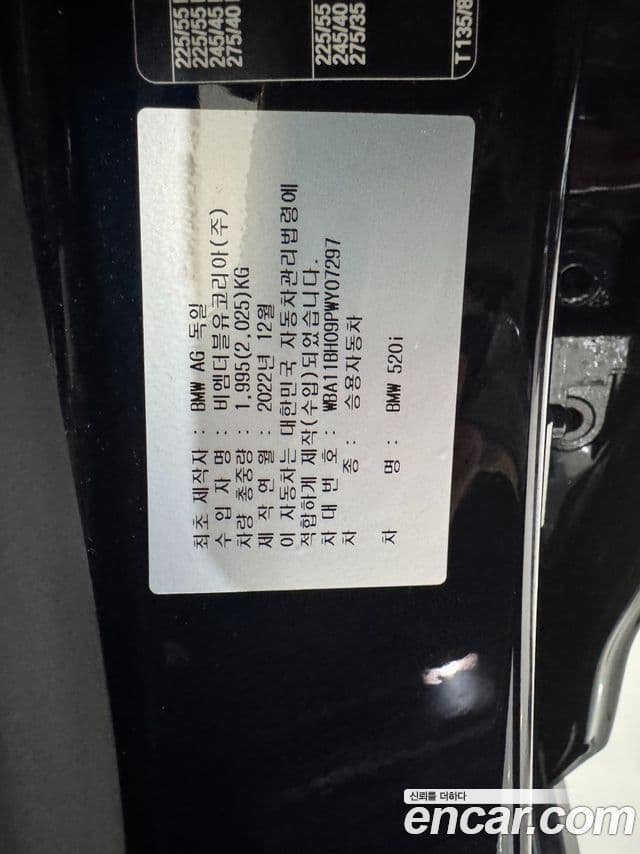 225/55
225/55
245/45
275/40
225/55
245/40
275/35
T135/8
최초 제작자 : BMW AG 독일
수 입 자 명 : 비엠더블유코리아(주)
차량 총중량 : 1,995(2,025)KG
제 작 연 월 : 2022년 12월
이 자동차는 대한민국 자동차관리법령에
적합하게 제작(수입)되었습니다.
차 대 번 호 : WBA11BH09PWY07297
차 종 : 승용자동차
차 명 : BMW 520i
신뢰를 더하다
encar.com